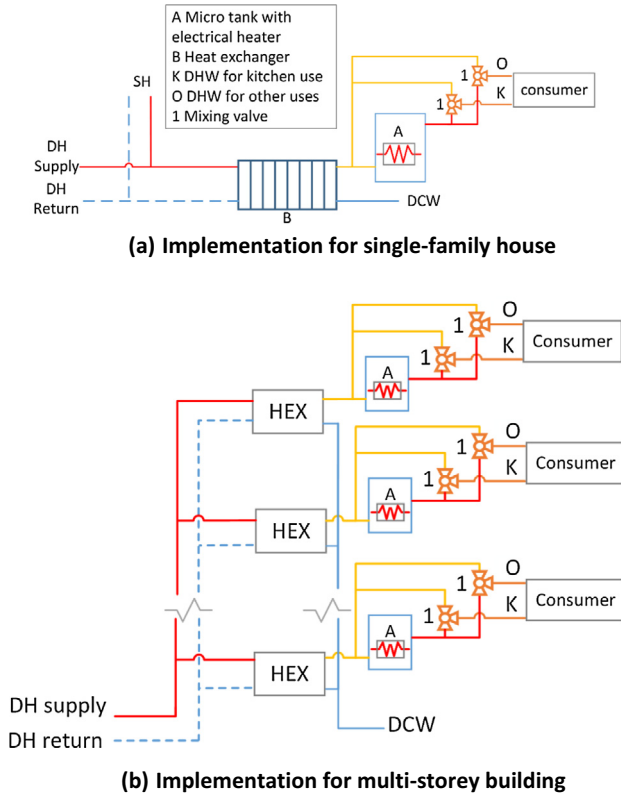 A Micro tank with
electrical heater
B Heat exchanger
K DHW for kitchen use
O DHW for other uses
1 Mixing valve
SH
DH
Supply
DH
Return
B
DCW
A
1
1
O
K
consumer
(a) Implementation for single-family house
O
1
K
1
Consumer
A
HEX
O
1
K
1
Consumer
A
HEX
O
1
K
1
Consumer
A
HEX
DH supply
DH return
DCW
(b) Implementation for multi-storey building